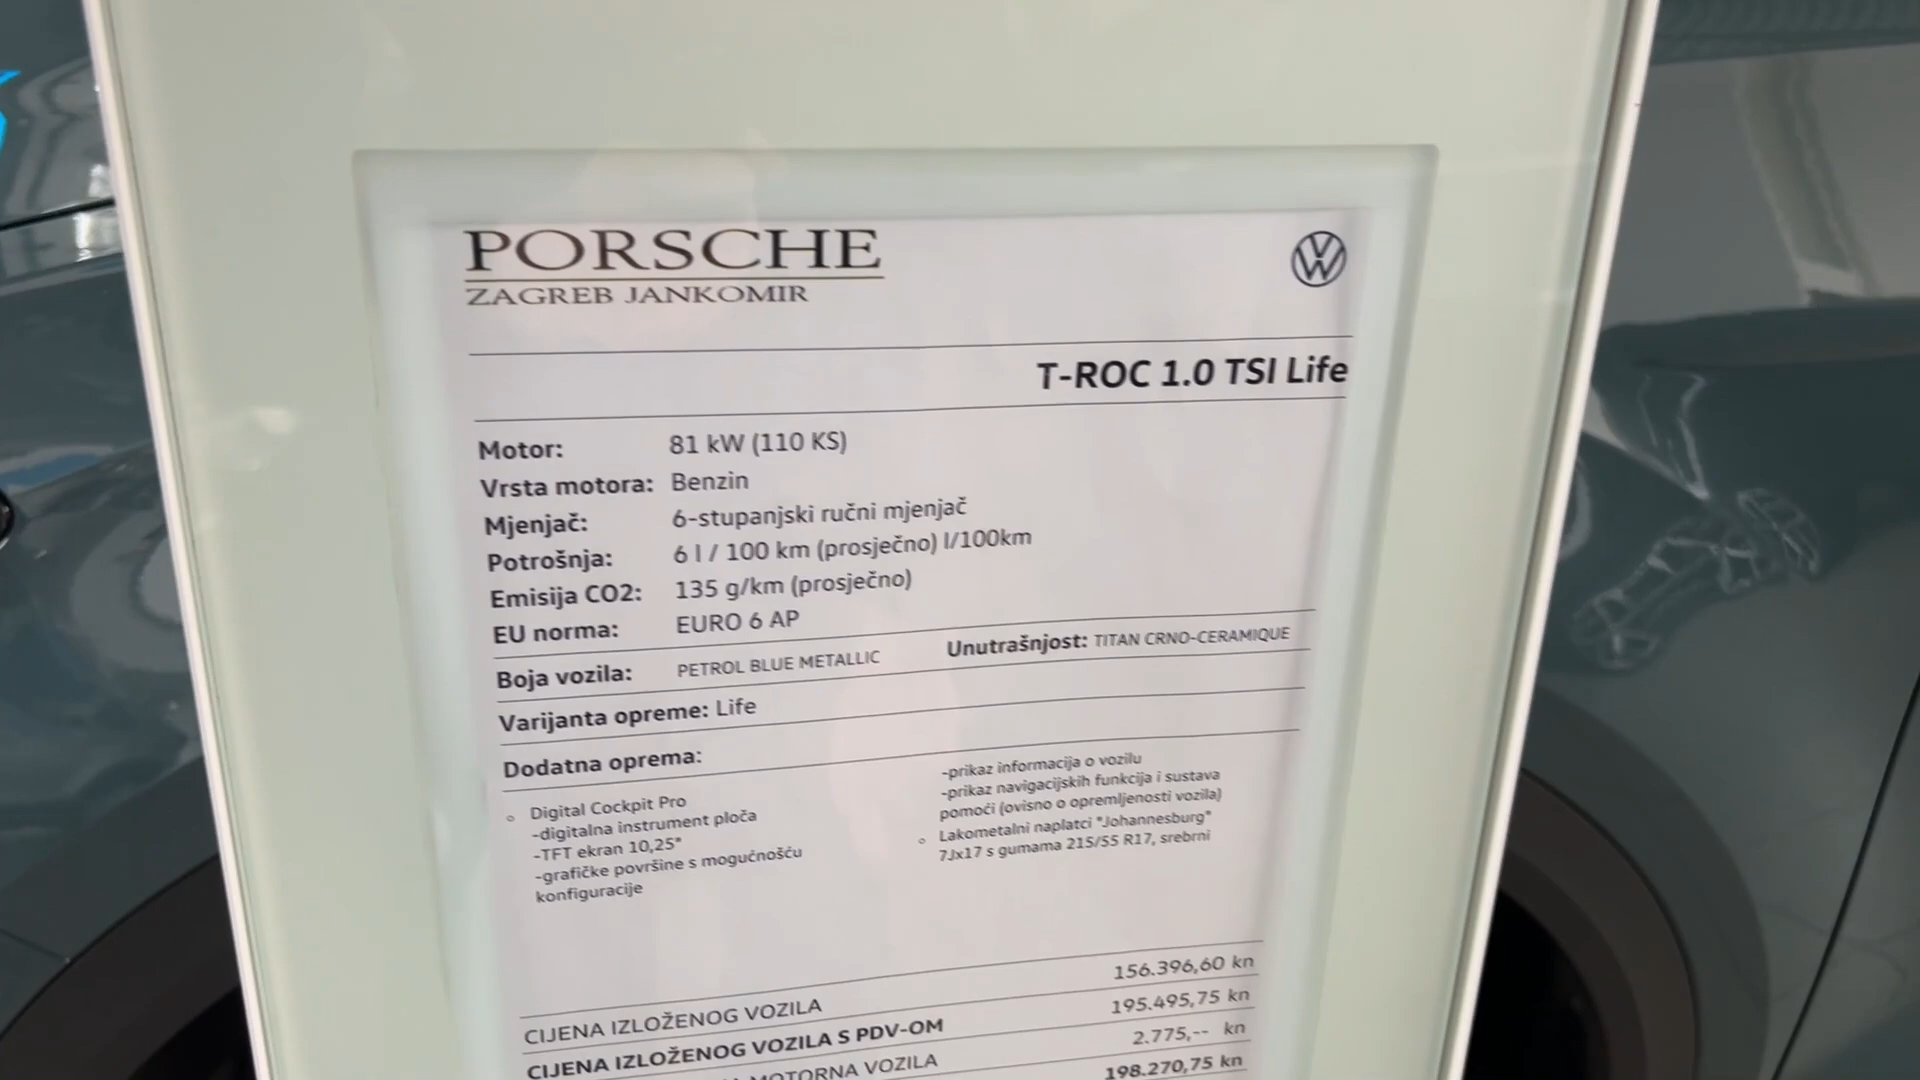 PORSCHE
ZAGREB JANKOMIR
T-ROC 1.0 TSI Life
Motor: 81 kW (110 KS)
Vrsta motora: Benzin
Mjenjač: 6-stupanjski ručni mjenjač
Potrošnja: 6 l / 100 km (prosječno) l/100km
Emisija CO2: 135 g/km (prosječno)
EU norma: EURO 6 AP
Boja vozila: PETROL BLUE METALLIC Unutrašnjost: TITAN CRNO-CERAMIQUE
Varijanta opreme: Life
Dodatna oprema:
Digital Cockpit Pro
-digitalna instrument ploča
-TFT ekran 10,25"
-grafičke površine s mogućnošću
konfiguracije
-prikaz informacija o vozilu
-prikaz navigacijskih funkcija i sustava
pomoći (ovisno o opremljenosti vozila)
Lakometalni naplatci "Johannesburg"
7Jx17 s gumama 215/55 R17, srebrni
CIJENA IZLOŽENOG VOZILA 156.396,60 kn
CIJENA IZLOŽENOG VOZILA S PDV-OM 195.495,75 kn
MOTORNA VOZILA 2.775,-- kn
198.270,75 kn